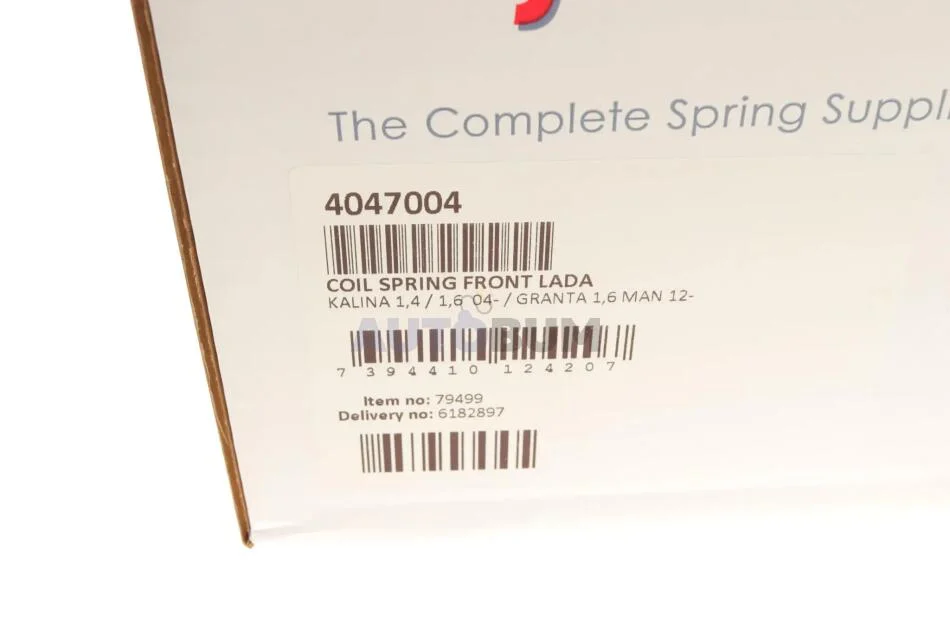 The Complete Spring Suppli
4047004
COIL SPRING FRONT LADA
KALINA 1,4 / 1,6 04- / GRANTA 1,6 MAN 12-
AUTOBUM
7 394410 124207
Item no: 79499
Delivery no: 6182897